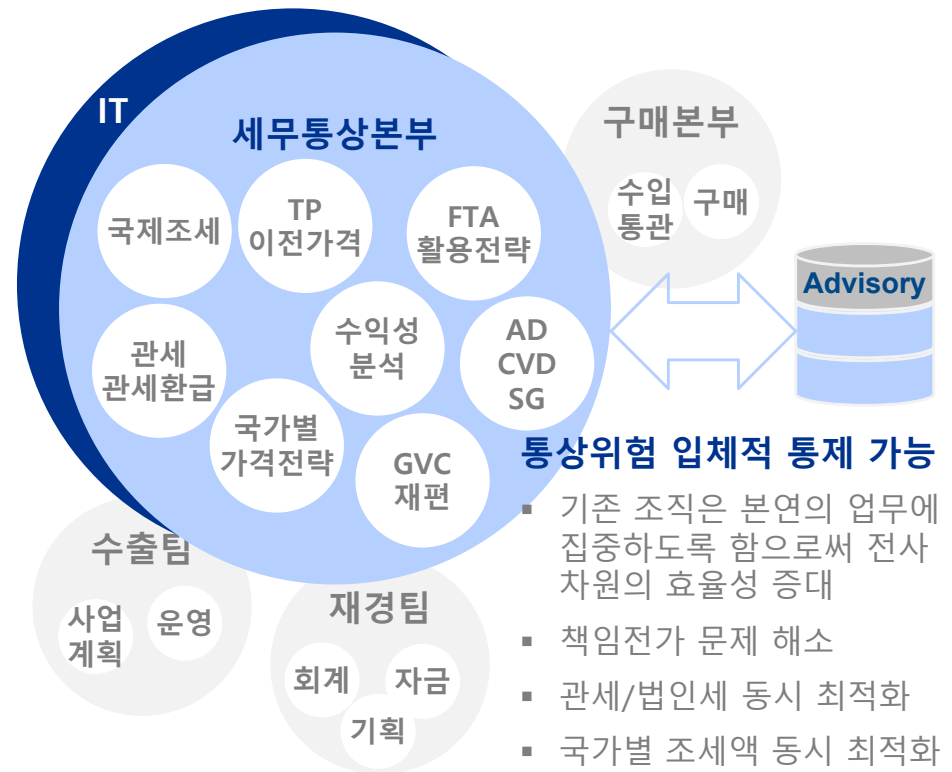 IT
세무통상본부
국제조세
TP
이전가격
FTA
활용전략
관세
관세환급
수익성
분석
AD
CVD
SG
국가별
가격전략
GVC
재편
구매본부
수입
통관
구매
Advisory
수출팀
사업
계획
운영
재경팀
회계
자금
기획
통상위험 입체적 통제 가능
▪ 기존 조직은 본연의 업무에
집중하도록 함으로써 전사
차원의 효율성 증대
▪ 책임전가 문제 해소
▪ 관세/법인세 동시 최적화
▪ 국가별 조세액 동시 최적화